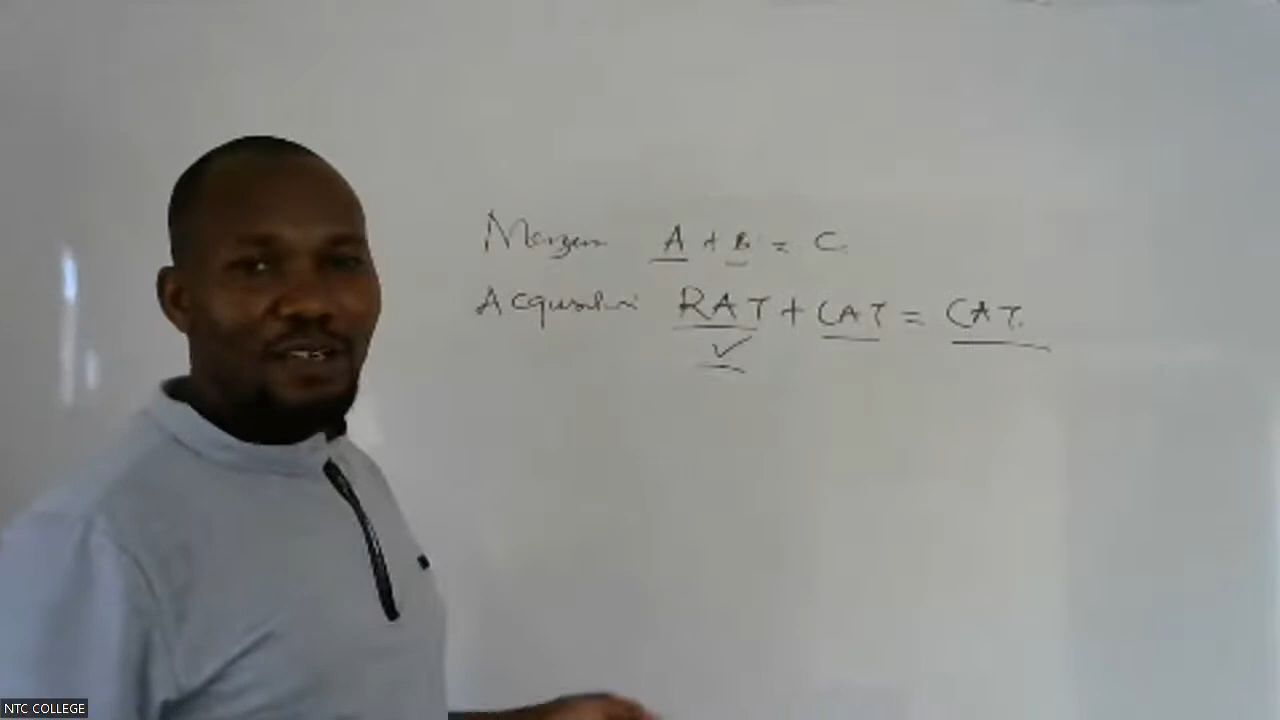 Merger A + B = C
Acquisition RAT + CAT = CAT.
NTC COLLEGE